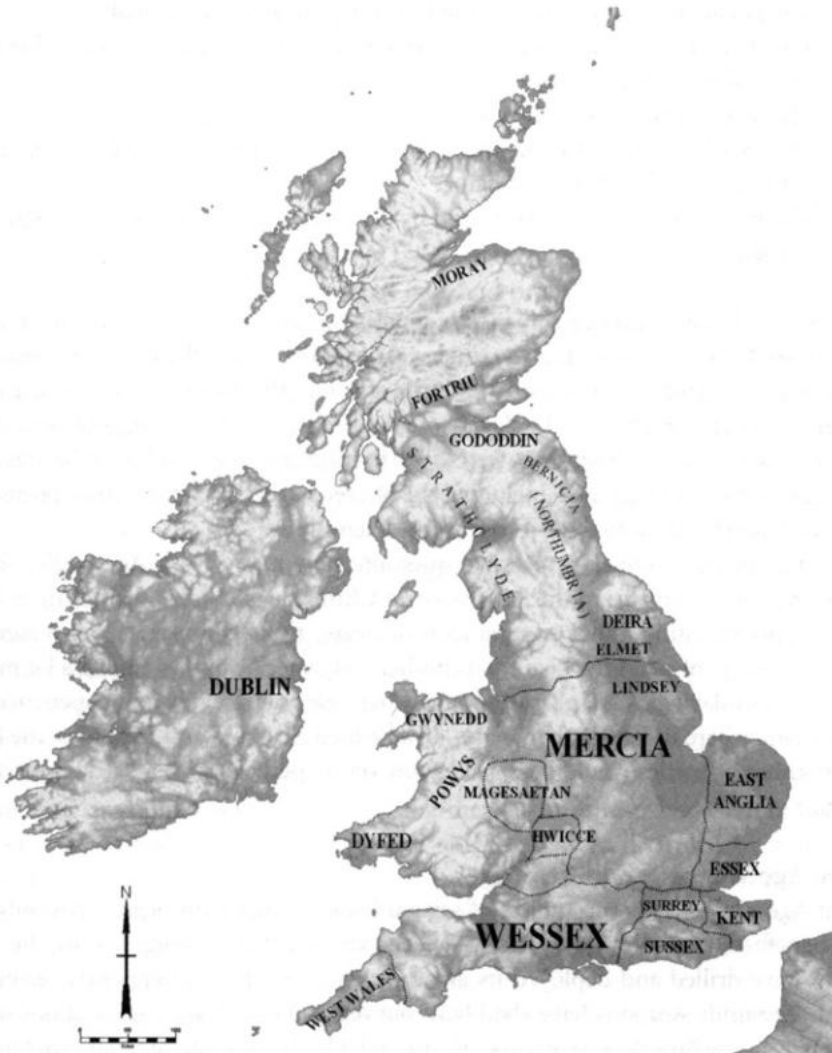 MORAY
FORTRIU
GODODDIN
BERNICIA
(NORTHUMBRIA)
STRATHCLYDE
DEIRA
ELMET
LINDSEY
DUBLIN
GWYNEDD
MERCIA
POWYS
MAGESAETAN
EAST
ANGLIA
HWICCE
DYFED
ESSEX
SURREY
KENT
WESSEX
SUSSEX
WEST WALES
N